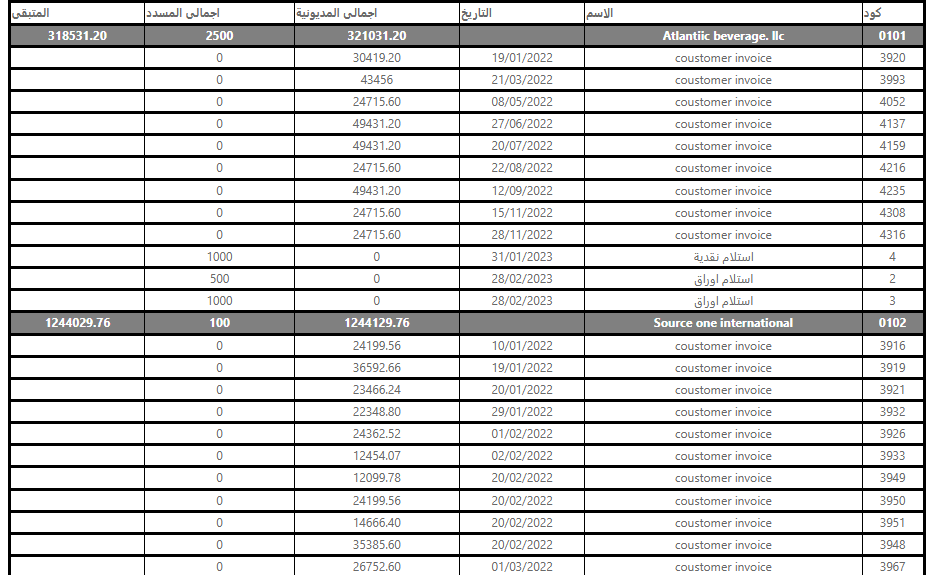 كود الاسم التاريخ اجمالى المديونية اجمالى المسدد المتبقى
0101 Atlantiic beverage. llc 321031.20 2500 318531.20
3920 coustomer invoice 19/01/2022 30419.20 0
3993 coustomer invoice 21/03/2022 43456 0
4052 coustomer invoice 08/05/2022 24715.60 0
4137 coustomer invoice 27/06/2022 49431.20 0
4159 coustomer invoice 20/07/2022 49431.20 0
4216 coustomer invoice 22/08/2022 24715.60 0
4235 coustomer invoice 12/09/2022 49431.20 0
4308 coustomer invoice 15/11/2022 24715.60 0
4316 coustomer invoice 28/11/2022 24715.60 0
4 استلام نقدية 31/01/2023 0 1000
2 استلام اوراق 28/02/2023 0 500
3 استلام اوراق 28/02/2023 0 1000
0102 Source one international 1244129.76 100 1244029.76
3916 coustomer invoice 10/01/2022 24199.56 0
3919 coustomer invoice 19/01/2022 36592.66 0
3921 coustomer invoice 20/01/2022 23466.24 0
3932 coustomer invoice 29/01/2022 22348.80 0
3926 coustomer invoice 01/02/2022 24362.52 0
3933 coustomer invoice 02/02/2022 12454.07 0
3949 coustomer invoice 20/02/2022 12099.78 0
3950 coustomer invoice 20/02/2022 24199.56 0
3951 coustomer invoice 20/02/2022 14666.40 0
3948 coustomer invoice 20/02/2022 35385.60 0
3967 coustomer invoice 01/03/2022 26752.60 0